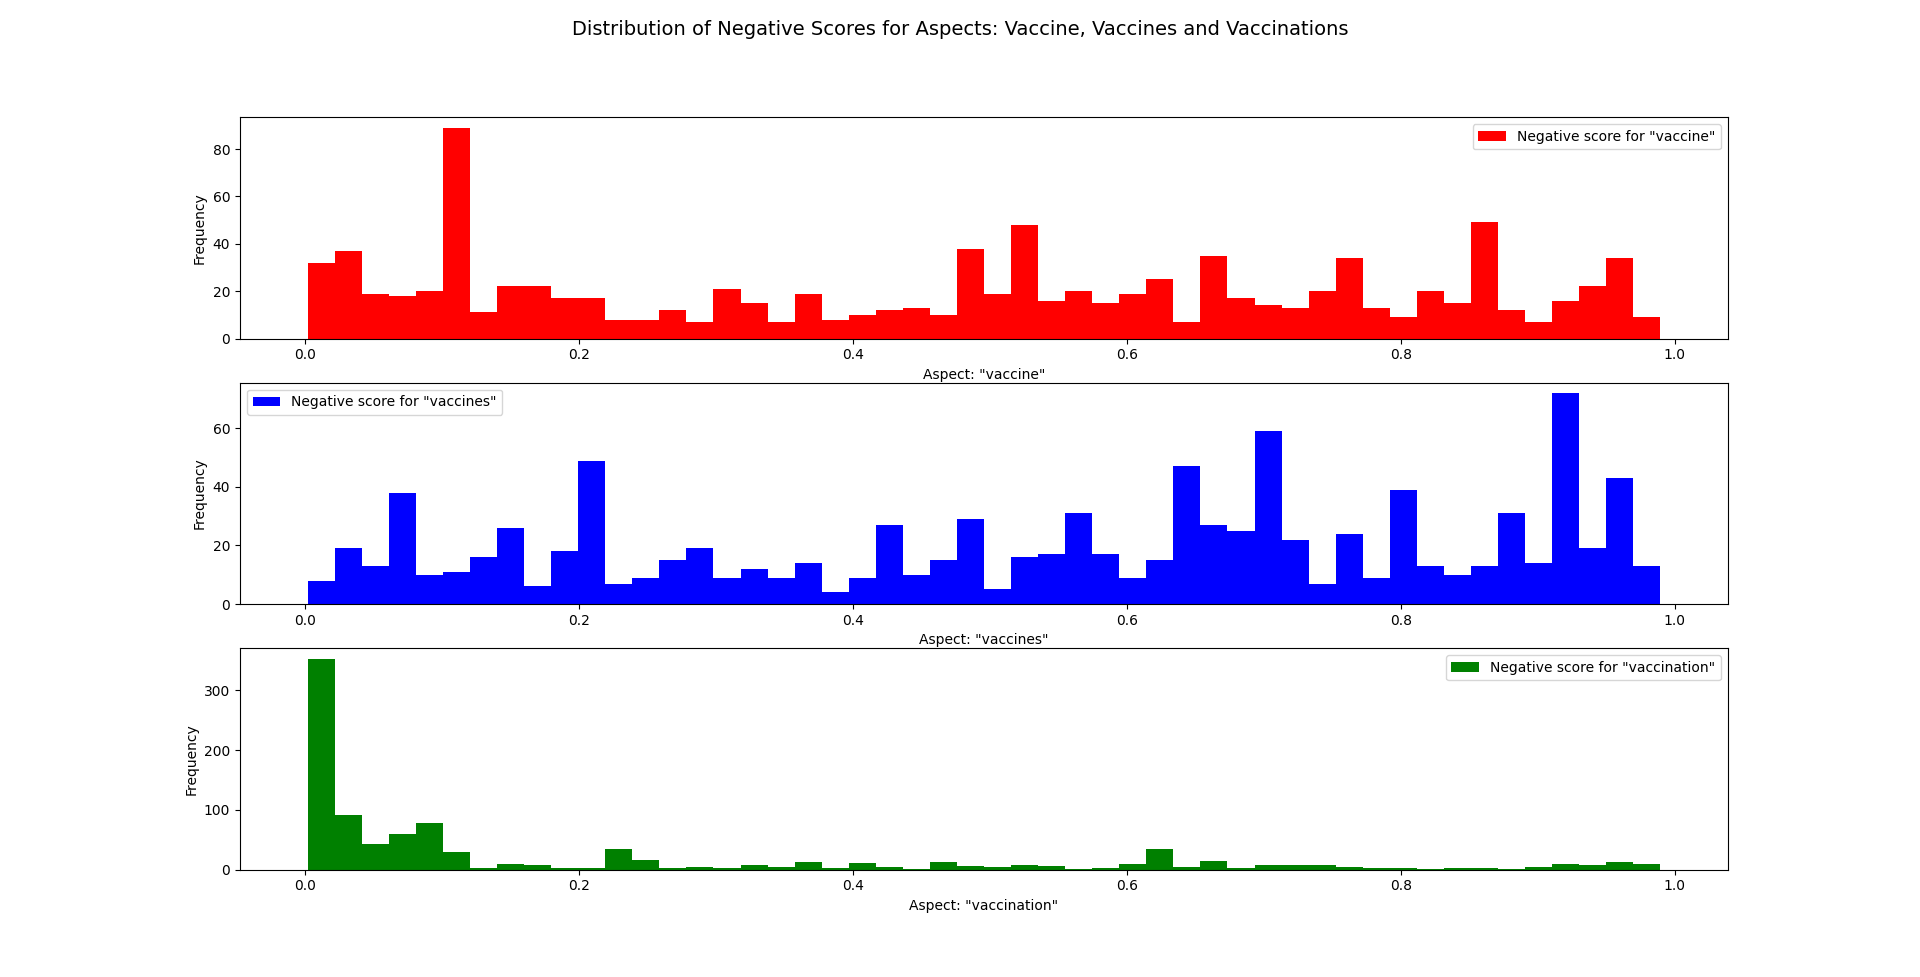 Distribution of Negative Scores for Aspects: Vaccine, Vaccines and Vaccinations
Negative score for "vaccine"
Frequency
80
60
40
20
0
0.0 0.2 0.4 0.6 0.8 1.0
Aspect: "vaccine"
Negative score for "vaccines"
Frequency
60
40
20
0
0.0 0.2 0.4 0.6 0.8 1.0
Aspect: "vaccines"
Negative score for "vaccination"
Frequency
300
200
100
0
0.0 0.2 0.4 0.6 0.8 1.0
Aspect: "vaccination"